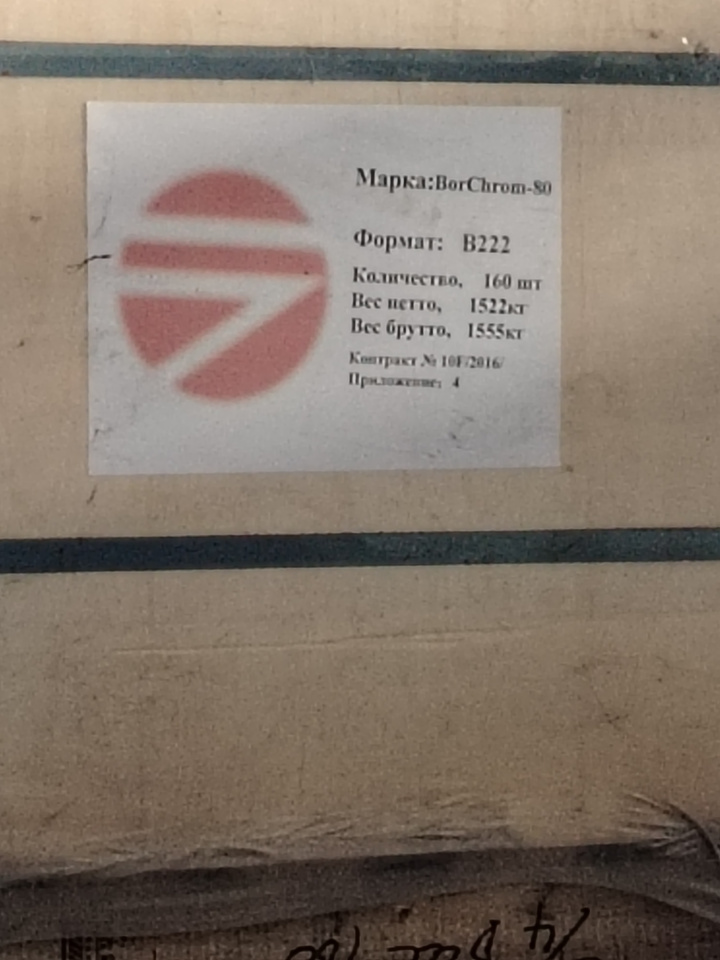 Марка:BorChrom-80
Формат: B222
Количество, 160 шт
Вес нетто, 1522кг
Вес брутто, 1555кг
Контракт № 10F/2016/
Приложение: 4